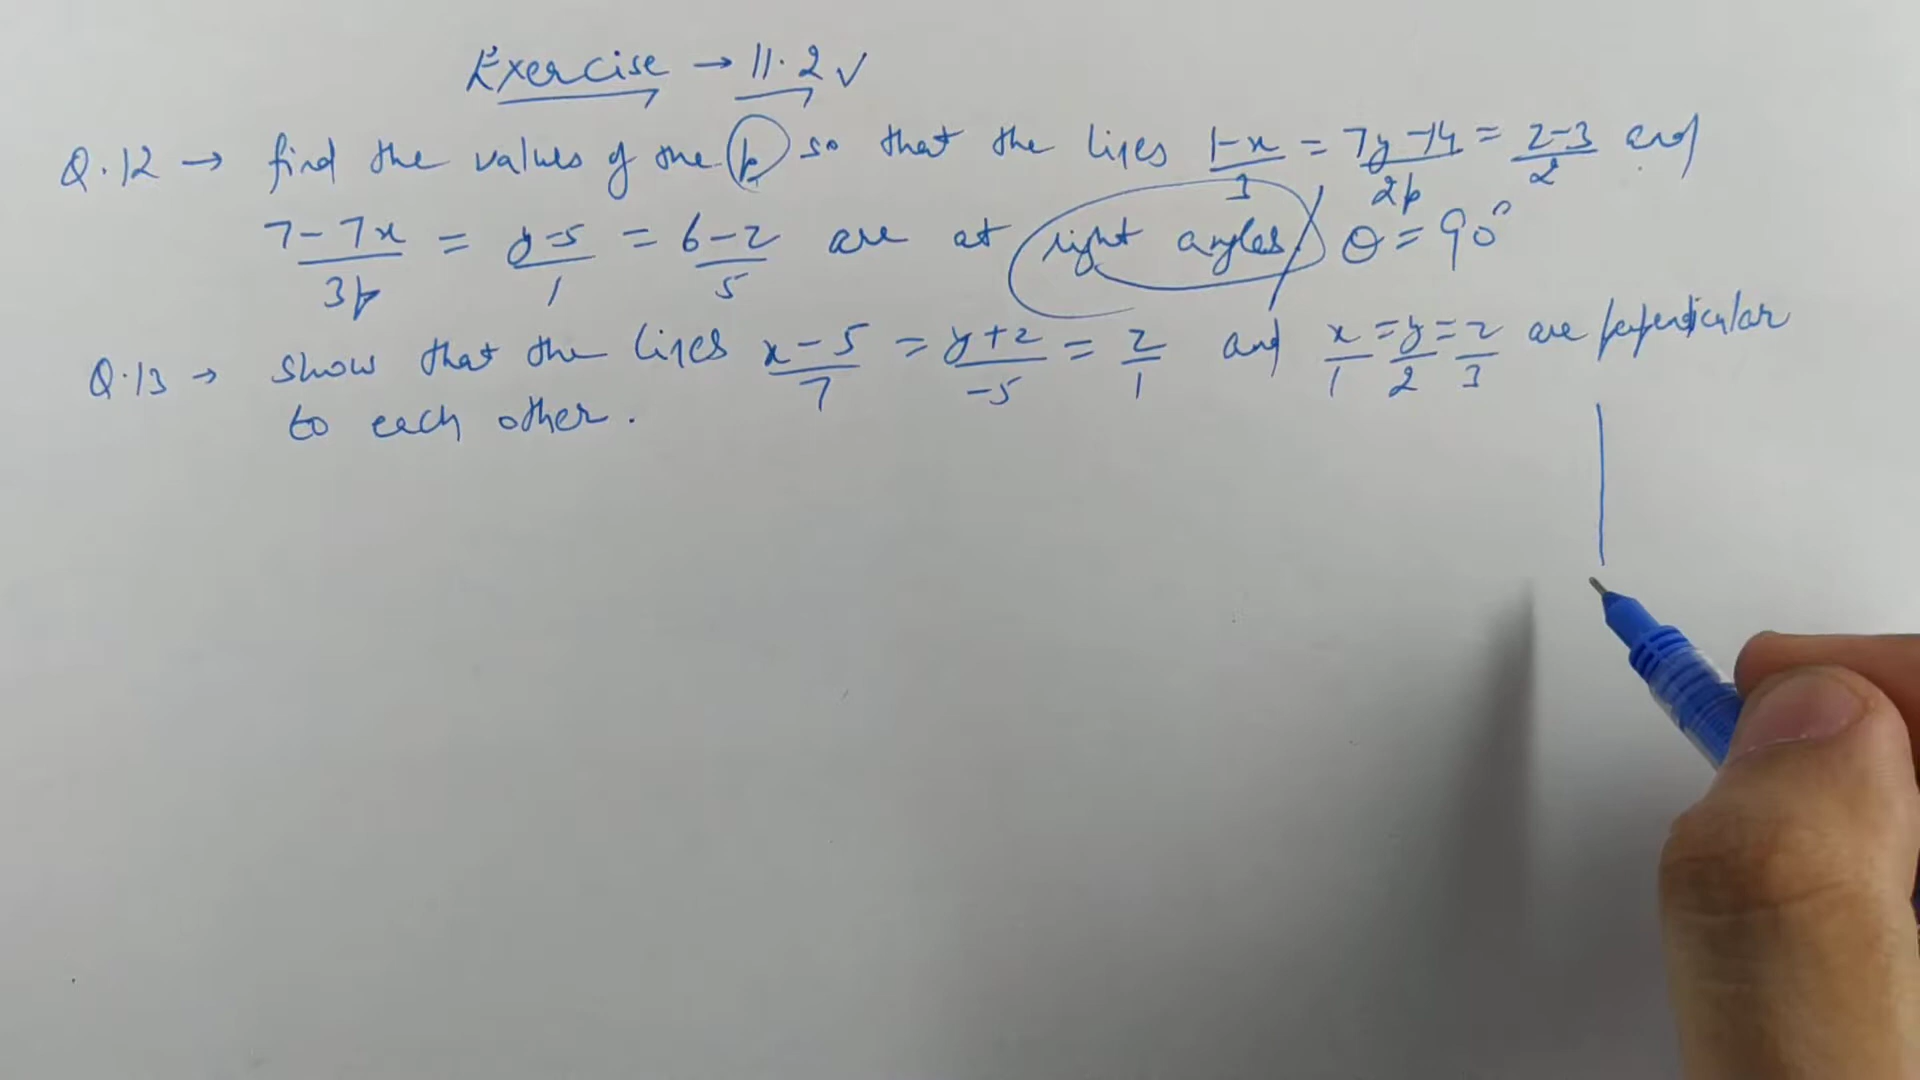 Exercise → 11.2 ✓
Q.12 → find the values of the p so that the lines 1-x/3 = 7y-14/2p = z-3/2 and
7-7x/3p = y-5/1 = 6-z/5 are at right angles/ θ = 90°
Q.13 → show that the lines x-5/7 = y+2/-5 = z/1 and x/1 = y/2 = z/3 are perpendicular
to each other.